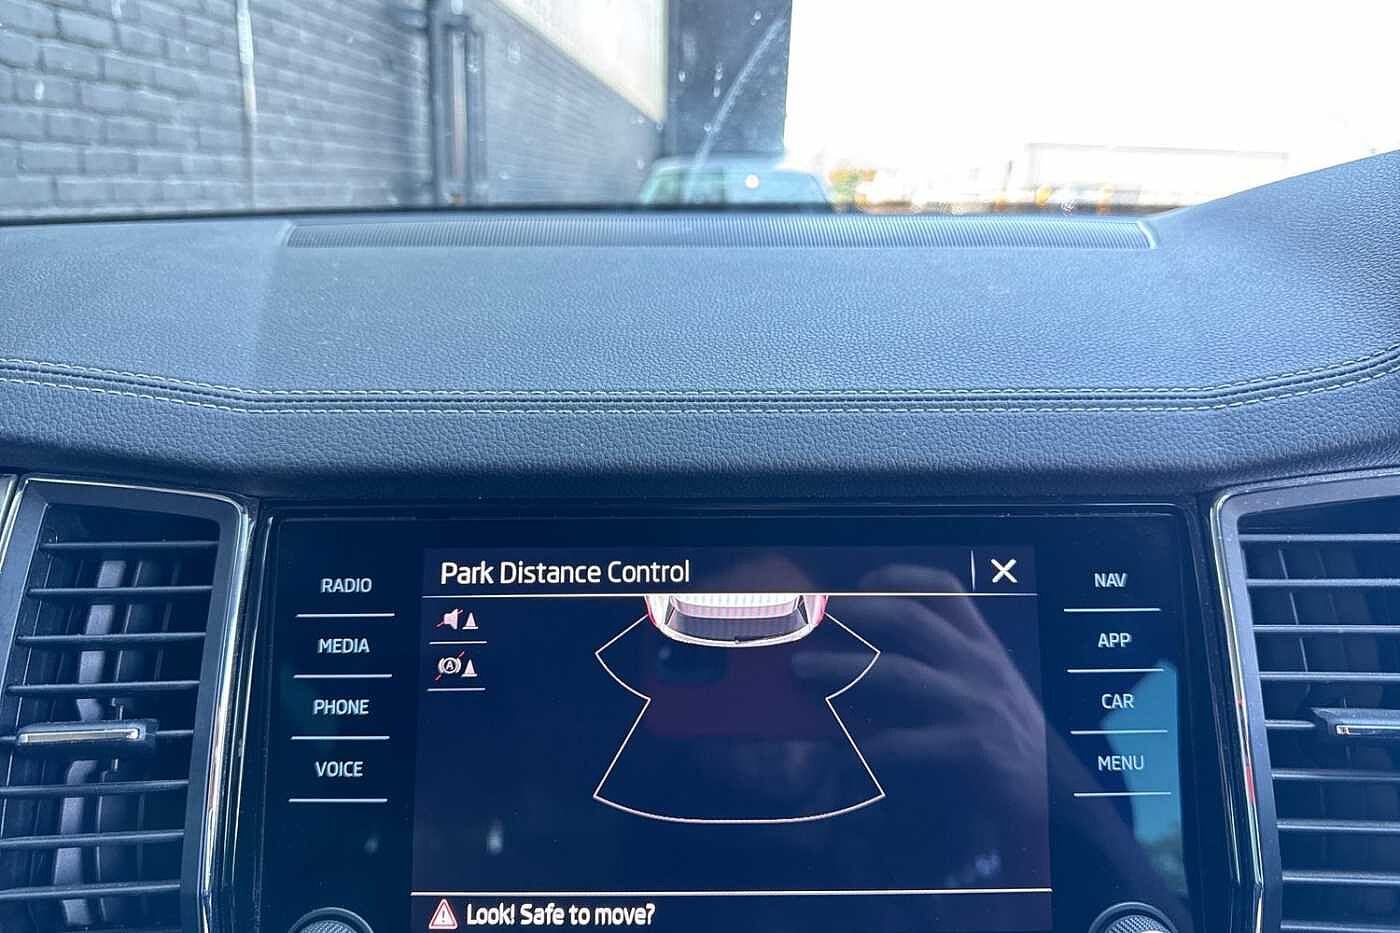 Park Distance Control
RADIO
MEDIA
PHONE
VOICE
A
NAV
APP
CAR
MENU
Look! Safe to move?